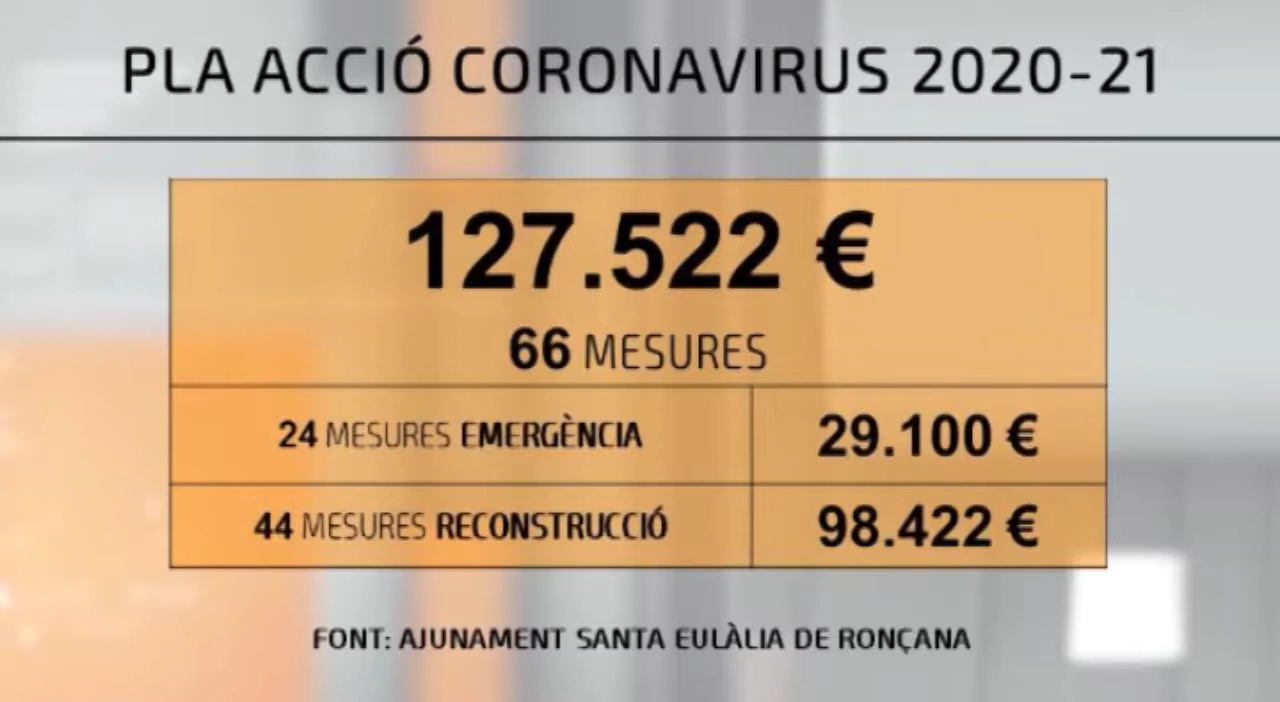 PLA ACCIÓ CORONAVIRUS 2020-21
127.522 €
66 MESURES
24 MESURES EMERGÈNCIA
29.100 €
44 MESURES RECONSTRUCCIÓ
98.422 €
FONT: AJUNAMENT SANTA EULÀLIA DE RONÇANA